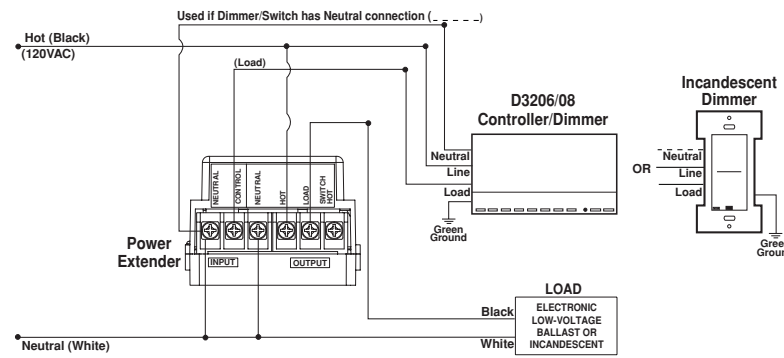 Used if Dimmer/Switch has Neutral connection ( _ _ _ _ _ )
Hot (Black)
(120VAC)
(Load)
D3206/08
Controller/Dimmer
Incandescent
Dimmer
Neutral
Line
Load
Green
Ground
OR
Neutral
Line
Load
Green
Groun
NEUTRAL
CONTROL
NEUTRAL
HOT
LOAD
SWITCH
HOT
Power
Extender
INPUT
OUTPUT
LOAD
Black
White
ELECTRONIC
LOW-VOLTAGE
BALLAST OR
INCANDESCENT
Neutral (White)